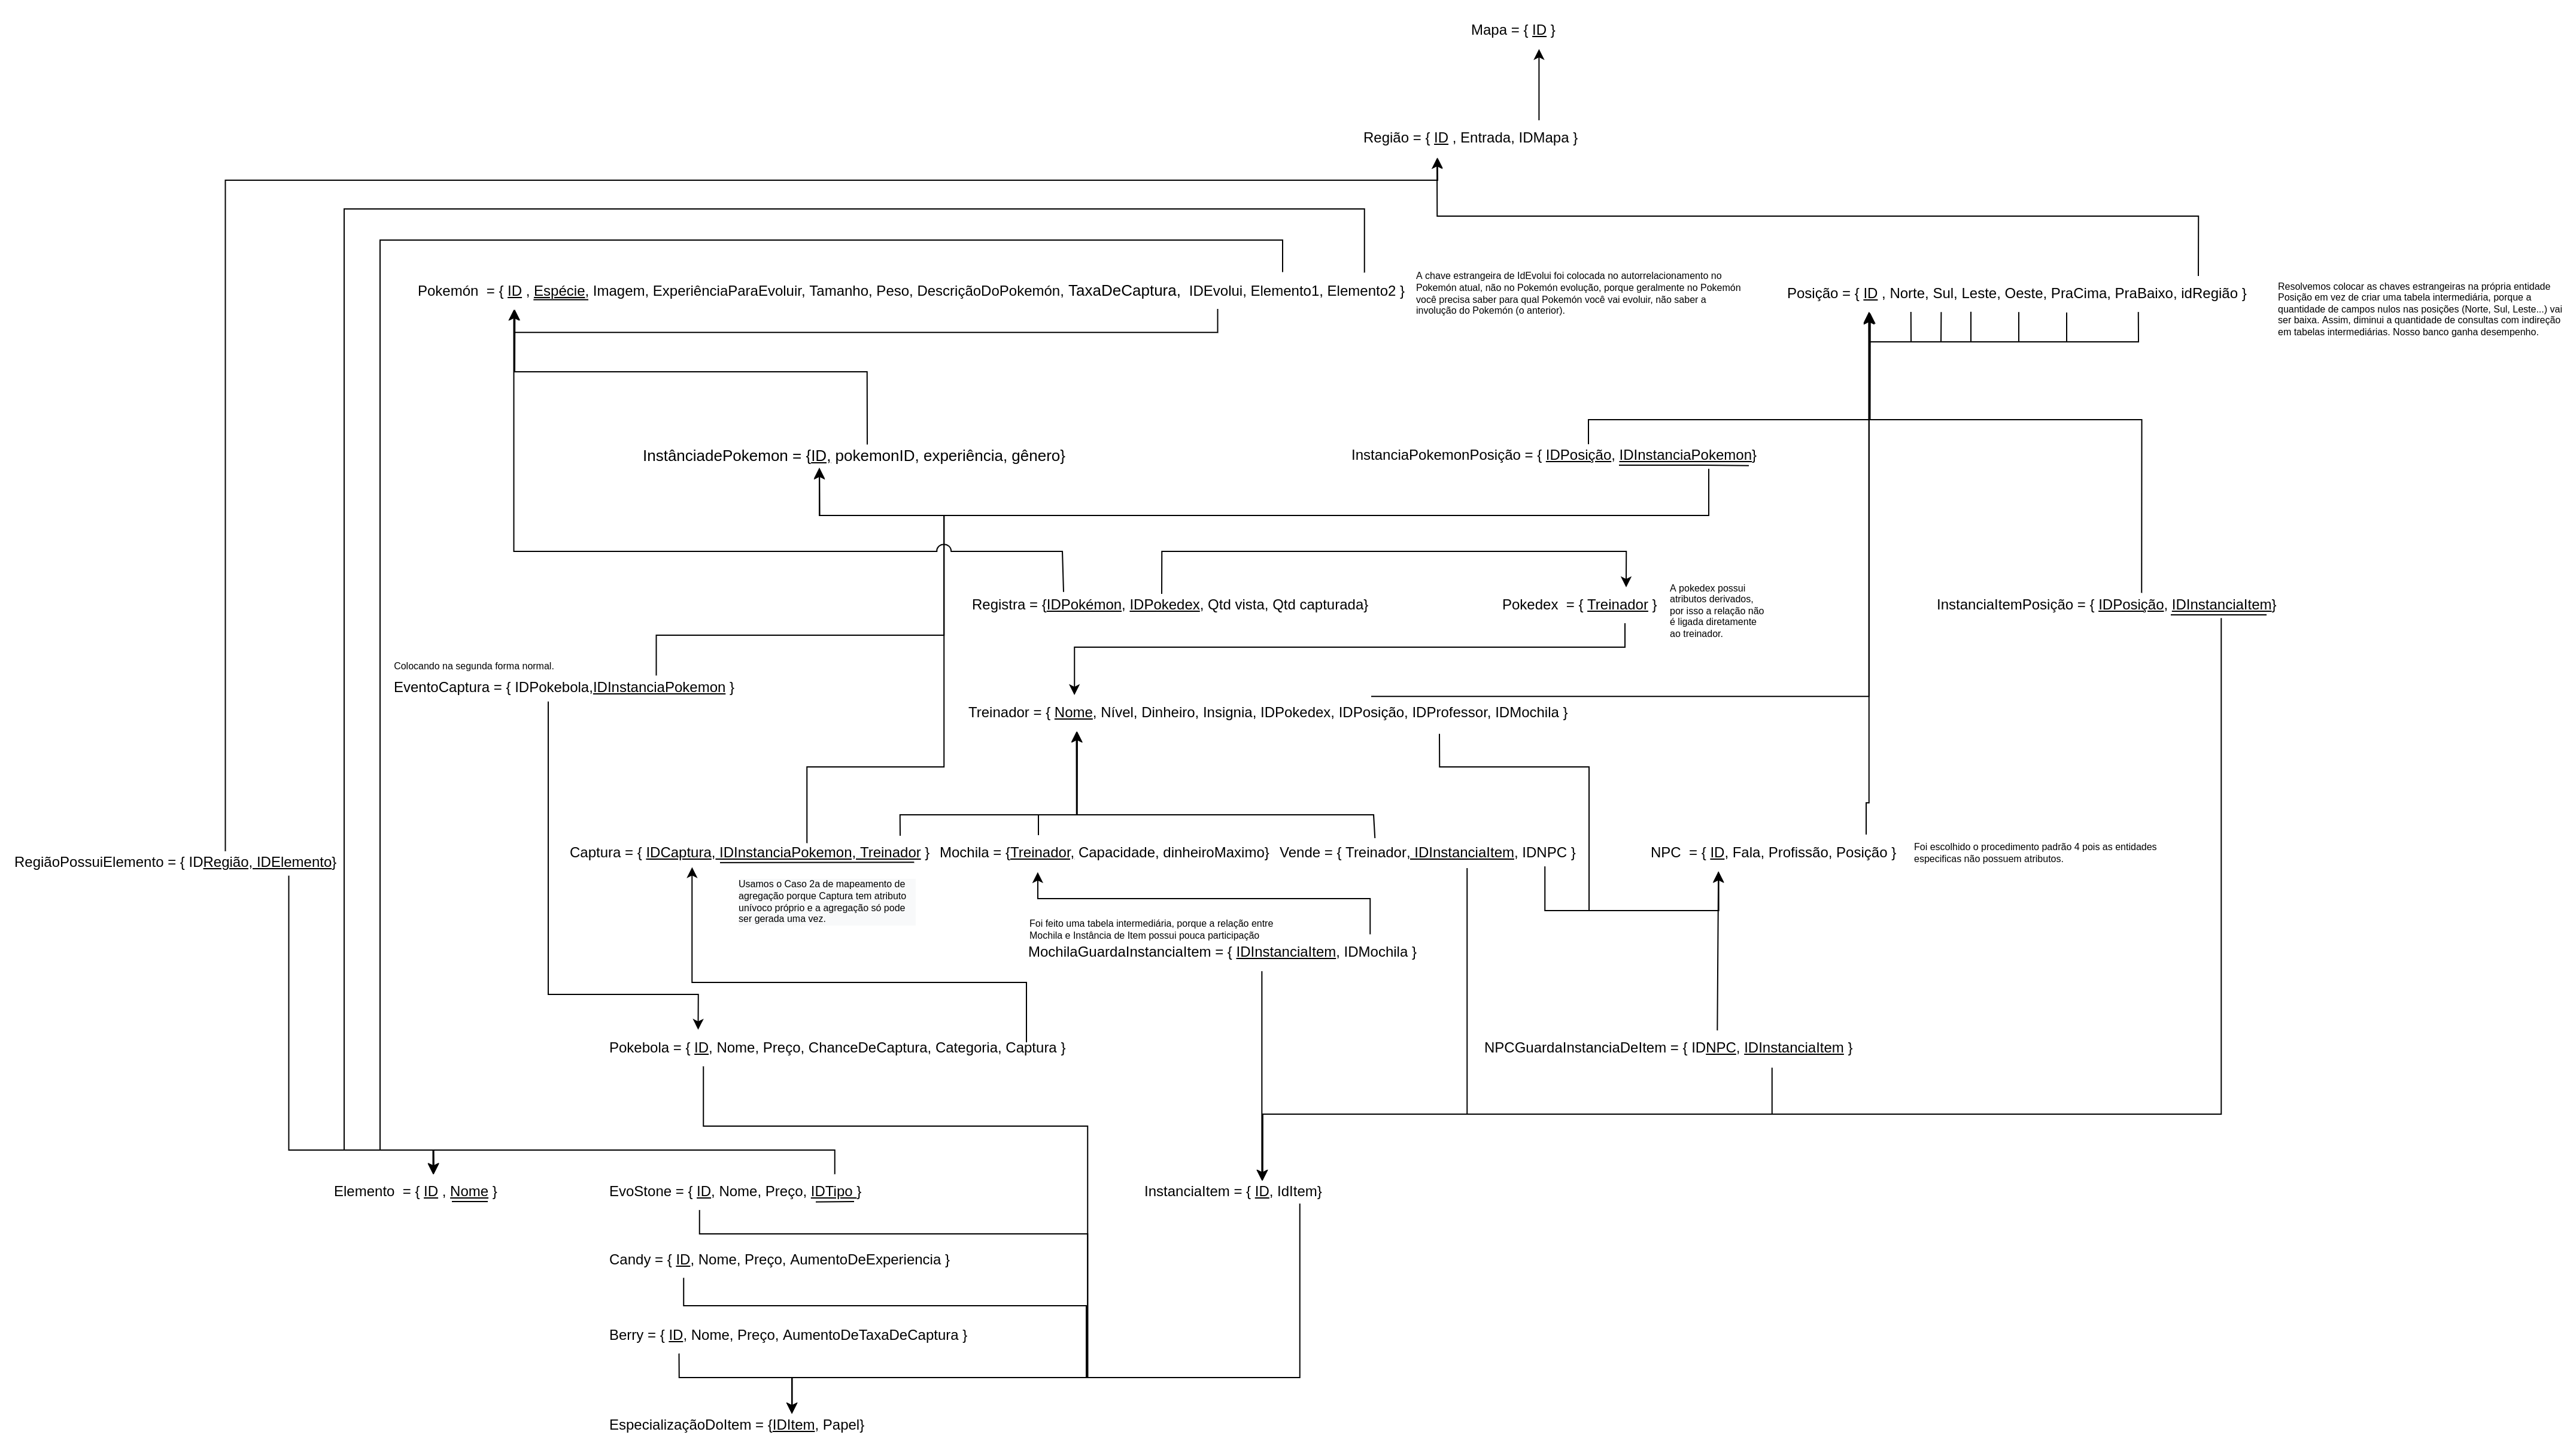 Mapa = { ID }
Região = { ID , Entrada, IDMapa }
Pokemón = { ID , Espécie, Imagem, ExperiênciaParaEvoluir, Tamanho, Peso, DescriçãoDoPokemón, TaxaDeCaptura, IDEvolui, Elemento1, Elemento2 }
A chave estrangeira de IdEvolui foi colocada no autorrelacionamento no
Pokemón atual, não no Pokemón evolução, porque geralmente no Pokemón
você precisa saber para qual Pokemón você vai evoluir, não saber a
involução do Pokemón (o anterior).
Posição = { ID , Norte, Sul, Leste, Oeste, PraCima, PraBaixo, idRegião }
Resolvemos colocar as chaves estrangeiras na própria entidade
Posição em vez de criar uma tabela intermediária, porque a
quantidade de campos nulos nas posições (Norte, Sul, Leste...) vai
ser baixa. Assim, diminui a quantidade de consultas com indireção
em tabelas intermediárias. Nosso banco ganha desempenho.
InstânciadePokemon = {ID, pokemonID, experiência, gênero}
InstanciaPokemonPosição = { IDPosição, IDInstanciaPokemon}
Registra = {IDPokémon, IDPokedex, Qtd vista, Qtd capturada}
Pokedex = { Treinador }
A pokedex possui
atributos derivados,
por isso a relação não
é ligada diretamente
ao treinador.
InstanciaItemPosição = { IDPosição, IDInstanciaItem}
Colocando na segunda forma normal.
EventoCaptura = { IDPokebola,IDInstanciaPokemon }
Treinador = { Nome, Nível, Dinheiro, Insignia, IDPokedex, IDPosição, IDProfessor, IDMochila }
RegiãoPossuiElemento = { IDRegião, IDElemento}
Captura = { IDCaptura, IDInstanciaPokemon, Treinador }
Mochila = {Treinador, Capacidade, dinheiroMaximo}
Vende = { Treinador, IDInstanciaItem, IDNPC }
NPC = { ID, Fala, Profissão, Posição }
Foi escolhido o procedimento padrão 4 pois as entidades
especificas não possuem atributos.
Usamos o Caso 2a de mapeamento de
agregação porque Captura tem atributo
unívoco próprio e a agregação só pode
ser gerada uma vez.
Foi feito uma tabela intermediária, porque a relação entre
Mochila e Instância de Item possui pouca participação
MochilaGuardaInstanciaItem = { IDInstanciaItem, IDMochila }
Pokebola = { ID, Nome, Preço, ChanceDeCaptura, Categoria, Captura }
NPCGuardaInstanciaDeItem = { IDNPC, IDInstanciaItem }
Elemento = { ID , Nome }
EvoStone = { ID, Nome, Preço, IDTipo }
InstanciaItem = { ID, IdItem}
Candy = { ID, Nome, Preço, AumentoDeExperiencia }
Berry = { ID, Nome, Preço, AumentoDeTaxaDeCaptura }
EspecializaçãoDoItem = {IDItem, Papel}